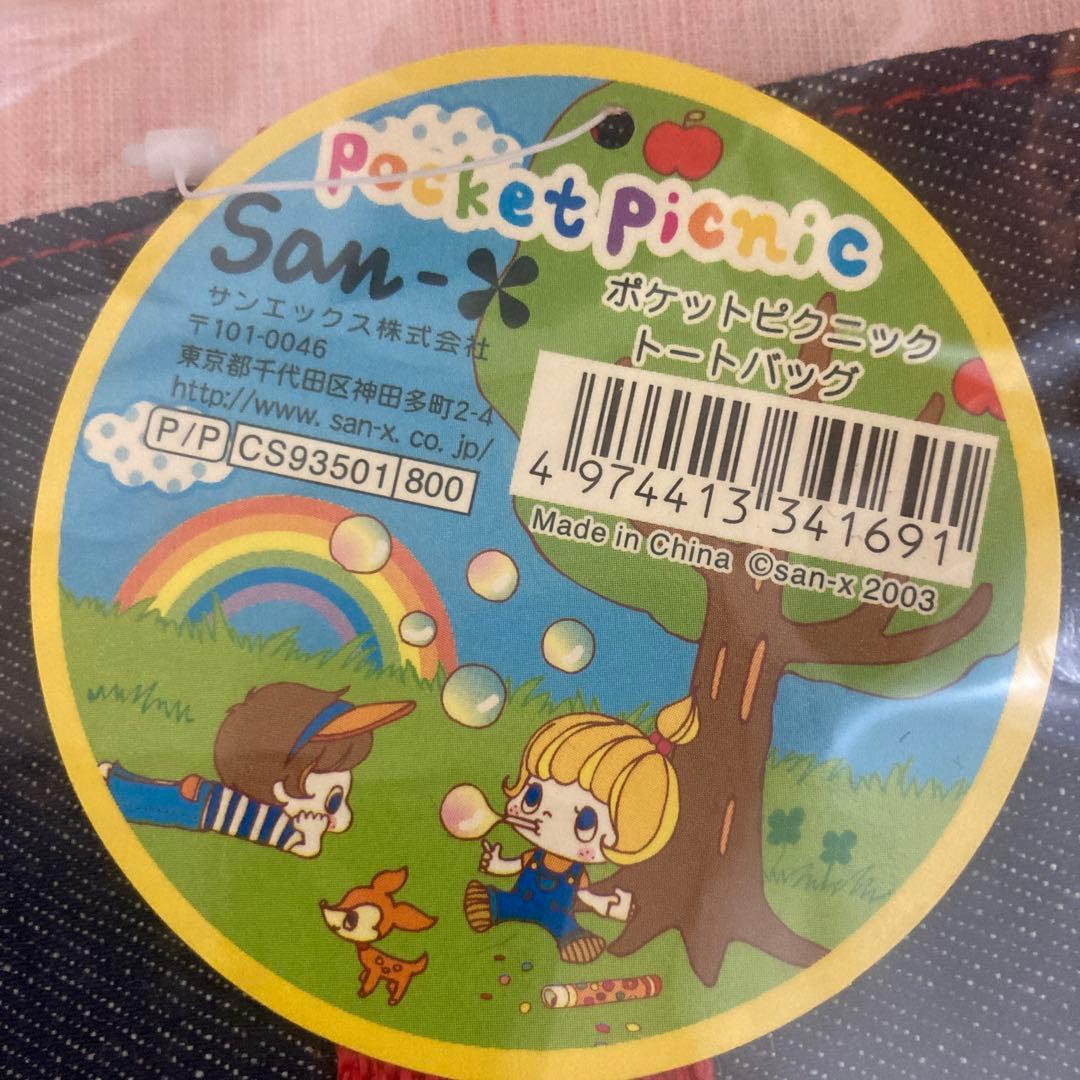 pocket picnic
San-X
サンエックス株式会社
〒101-0046
東京都千代田区神田多町2-4
http://www. san-x. co. jp/
P/P CS93501 800
ポケットピクニック
トートバッグ
4 974413 341691
Made in China ©san-x 2003